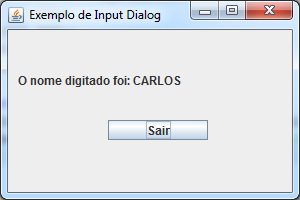 Exemplo de Input Dialog
O nome digitado foi: CARLOS
Sair